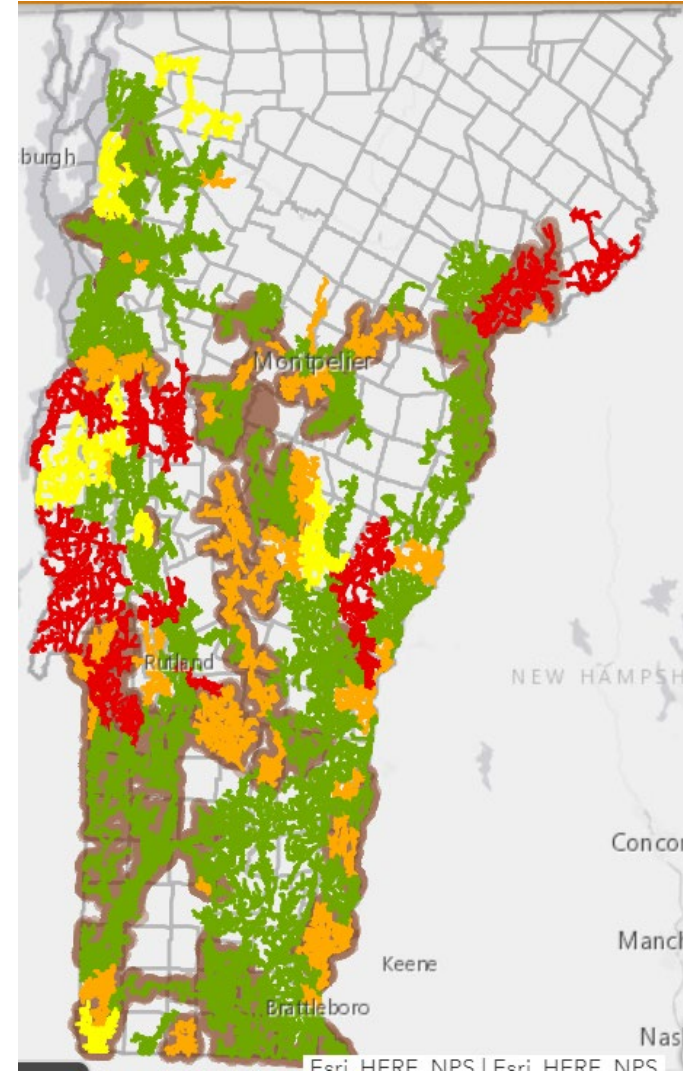 burgh
Montpelier
Rutland
NEW HAMPSH
Concor
Manch
Keene
Brattleboro
Nas
Esri, HERE, NPS | Esri, HERE, NPS